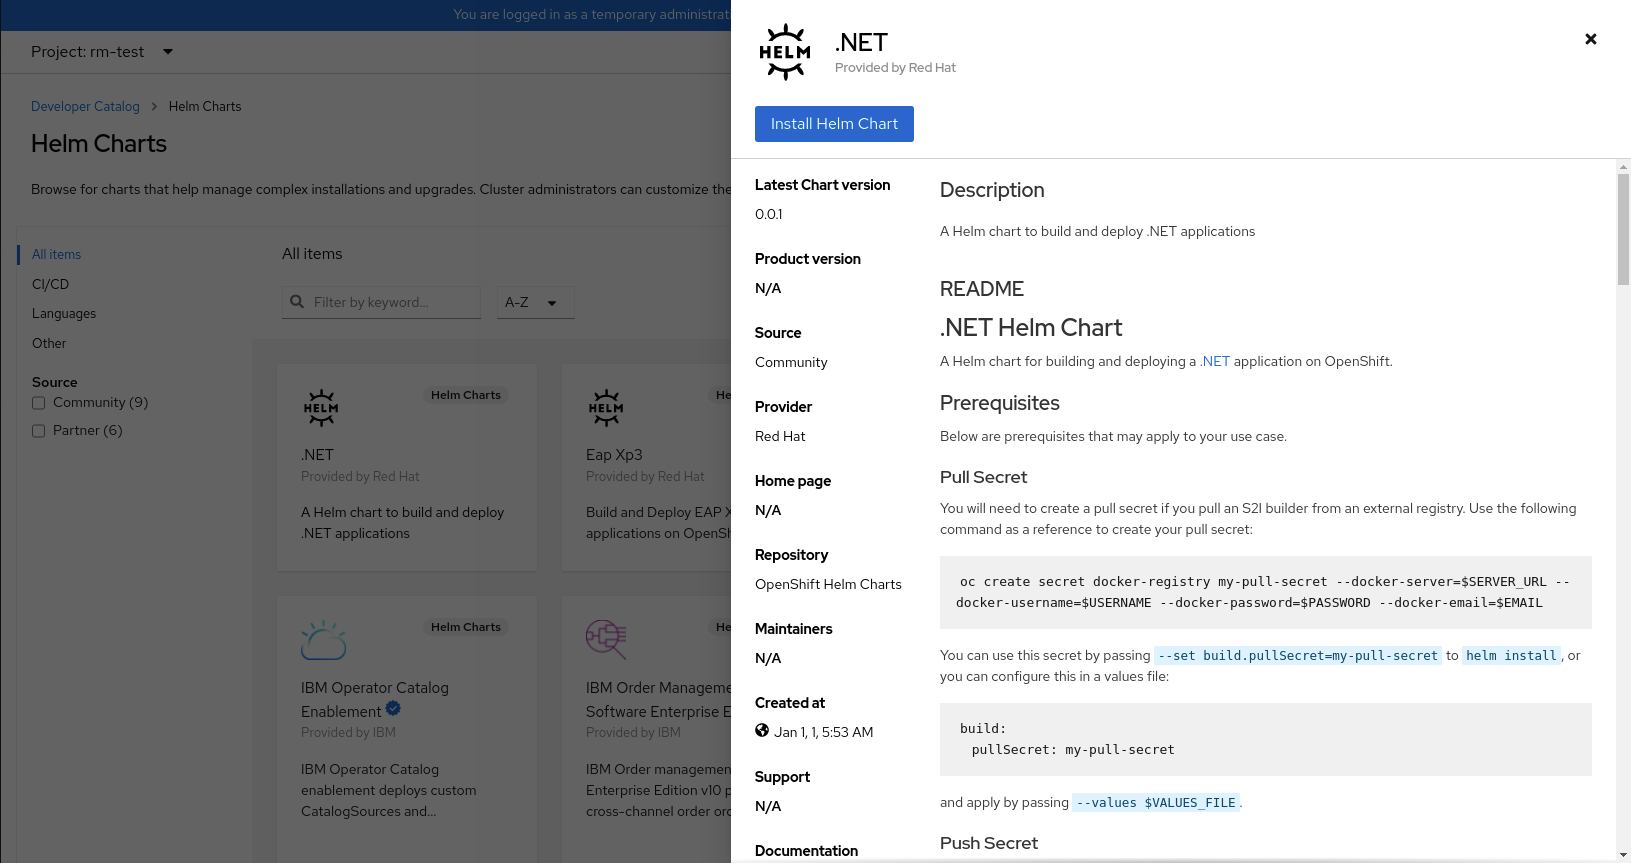 You are logged in as a temporary administrat
Project: rm-test
Developer Catalog > Helm Charts
Helm Charts
Browse for charts that help manage complex installations and upgrades. Cluster administrators can customize the
All items
CI/CD
Languages
Other
Source
Community (9)
Partner (6)
All items
Filter by keyword...
A-Z
HELM
Helm Charts
.NET
Provided by Red Hat
A Helm chart to build and deploy
.NET applications
HELM
He
Eap Xp3
Provided by Red Hat
Build and Deploy EAP X
applications on OpenSh
Helm Charts
IBM Operator Catalog
Enablement
Provided by IBM
IBM Operator Catalog
enablement deploys custom
CatalogSources and...
He
IBM Order Manageme
Software Enterprise E
Provided by IBM
IBM Order managemen
Enterprise Edition v10 p
cross-channel order orc
HELM
.NET
Provided by Red Hat
Install Helm Chart
Latest Chart version
0.0.1
Product version
N/A
Source
Community
Provider
Red Hat
Home page
N/A
Repository
OpenShift Helm Charts
Maintainers
N/A
Created at
Jan 1, 1, 5:53 AM
Support
N/A
Documentation
Description
A Helm chart to build and deploy .NET applications
README
.NET Helm Chart
A Helm chart for building and deploying a .NET application on OpenShift.
Prerequisites
Below are prerequisites that may apply to your use case.
Pull Secret
You will need to create a pull secret if you pull an S2I builder from an external registry. Use the following
command as a reference to create your pull secret:
oc create secret docker-registry my-pull-secret --docker-server=$SERVER_URL --
docker-username=$USERNAME --docker-password=$PASSWORD --docker-email=$EMAIL
You can use this secret by passing --set build.pullSecret=my-pull-secret to helm install, or
you can configure this in a values file:
build:
  pullSecret: my-pull-secret
and apply by passing --values $VALUES_FILE.
Push Secret